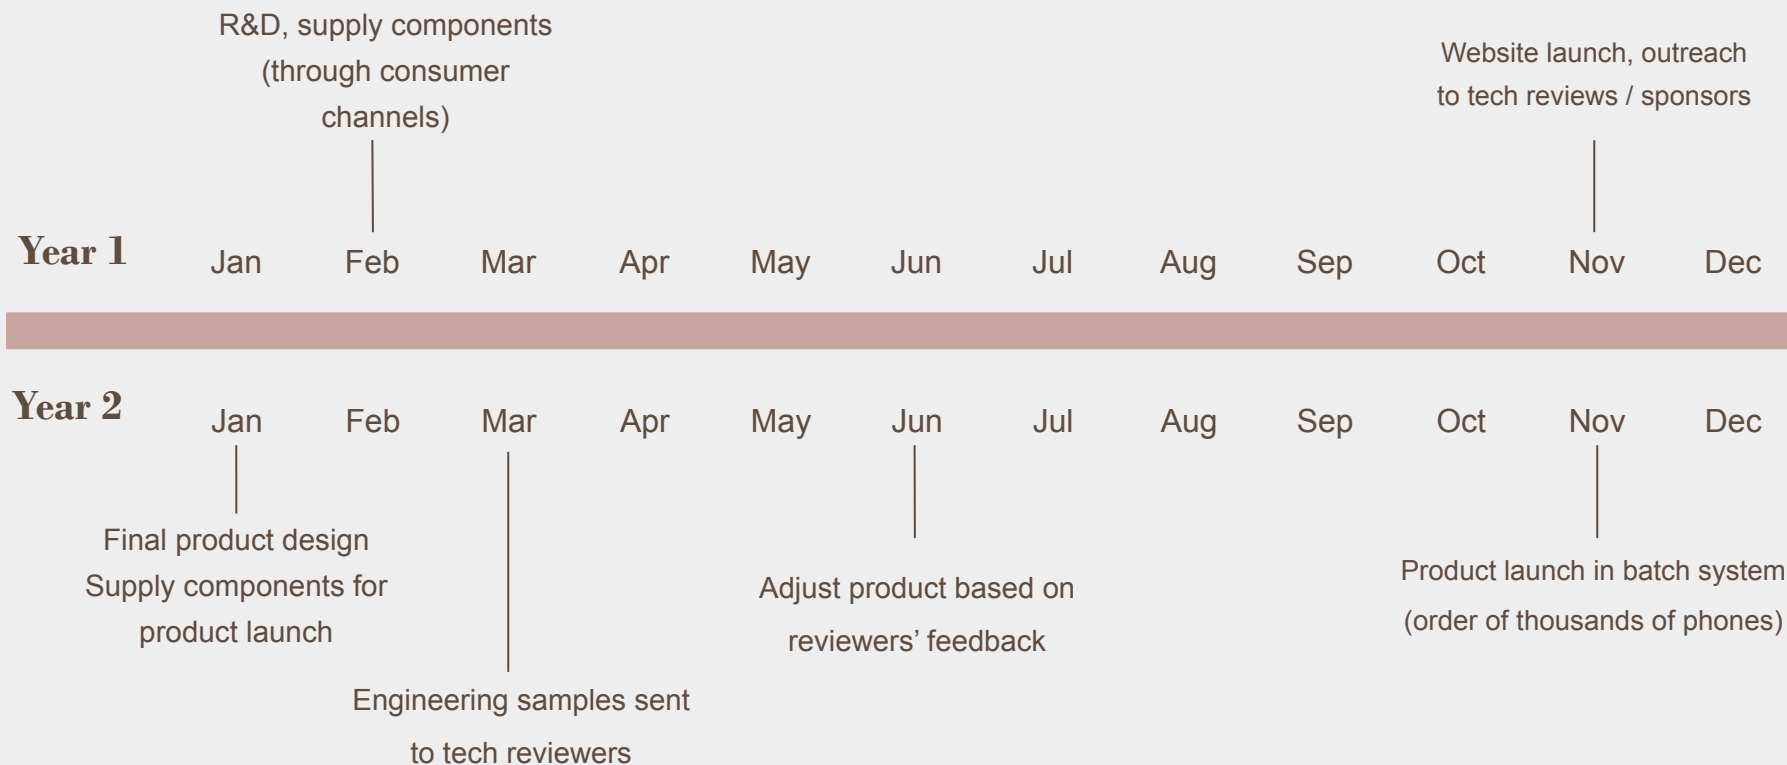 R&D, supply components
(through consumer
channels)
Website launch, outreach
to tech reviews / sponsors
Year 1 Jan Feb Mar Apr May Jun Jul Aug Sep Oct Nov Dec
Year 2 Jan Feb Mar Apr May Jun Jul Aug Sep Oct Nov Dec
Final product design
Supply components for
product launch
Engineering samples sent
to tech reviewers
Adjust product based on
reviewers’ feedback
Product launch in batch system
(order of thousands of phones)